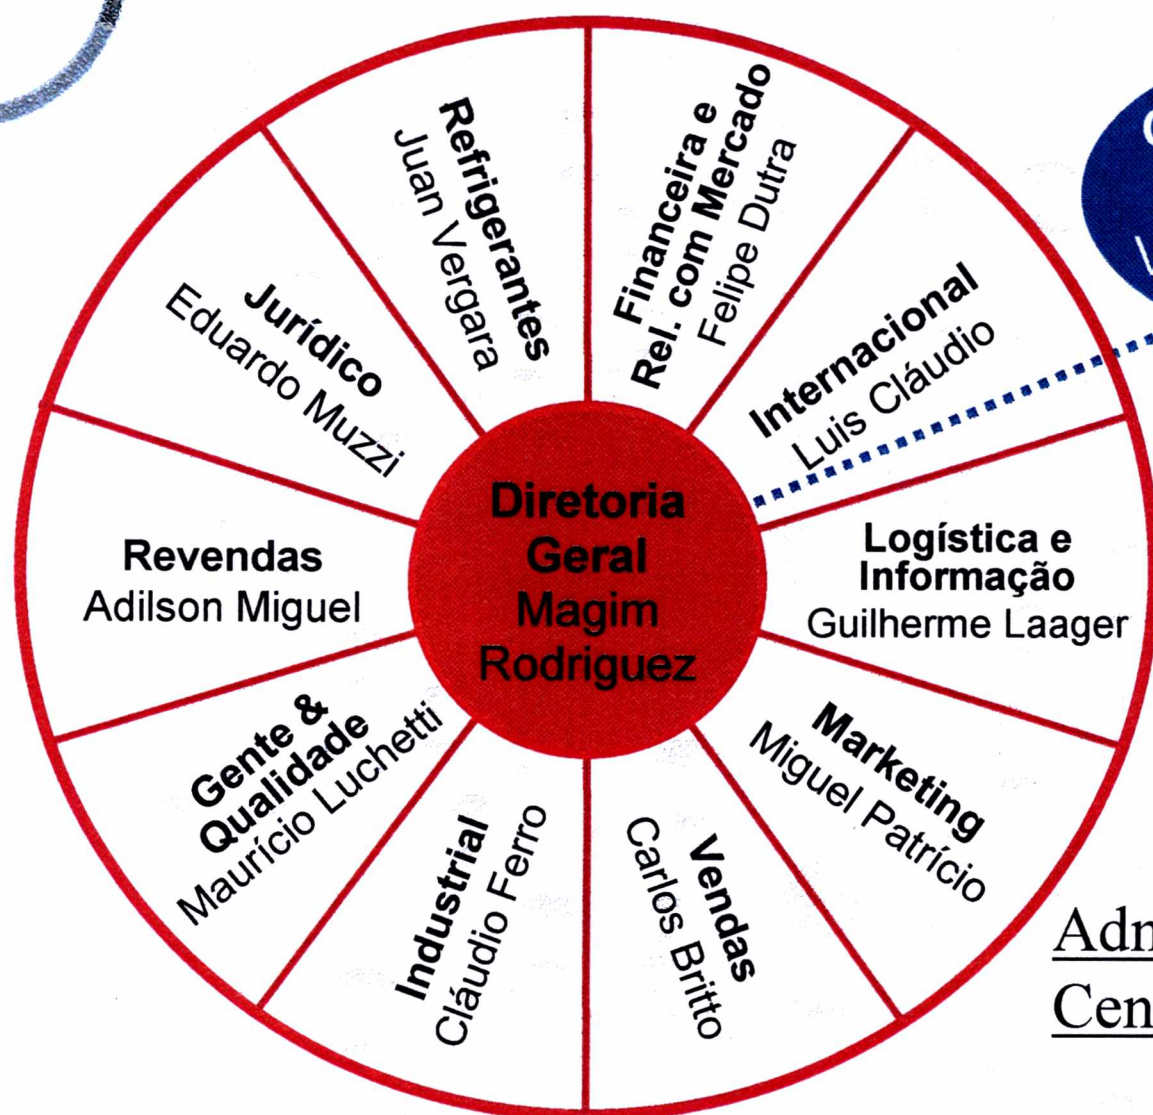 Refrigerantes
Juan Vergara
Financeira e
Rel. com Mercado
Felipe Dutra
Internacional
Luis Cláudio
Logística e
Informação
Guilherme Laager
Marketing
Miguel Patrício
Vendas
Carlos Britto
Industrial
Cláudio Ferro
Gente &
Qualidade
Maurício Luchetti
Revendas
Adilson Miguel
Jurídico
Eduardo Muzzi
Diretoria
Geral
Magim
Rodriguez